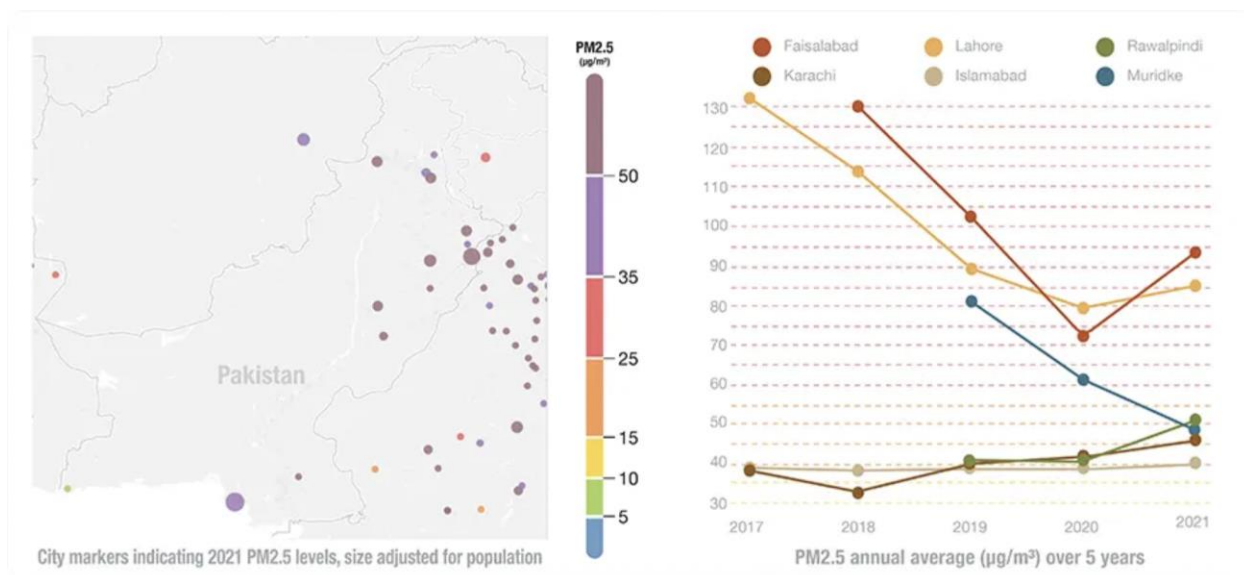 Pakistan
City markers indicating 2021 PM2.5 levels, size adjusted for population
PM2.5
(µg/m³)
50
35
25
15
10
5
Faisalabad
Lahore
Rawalpindi
Karachi
Islamabad
Muridke
130
120
110
100
90
80
70
60
50
40
30
2017
2018
2019
2020
2021
PM2.5 annual average (µg/m³) over 5 years